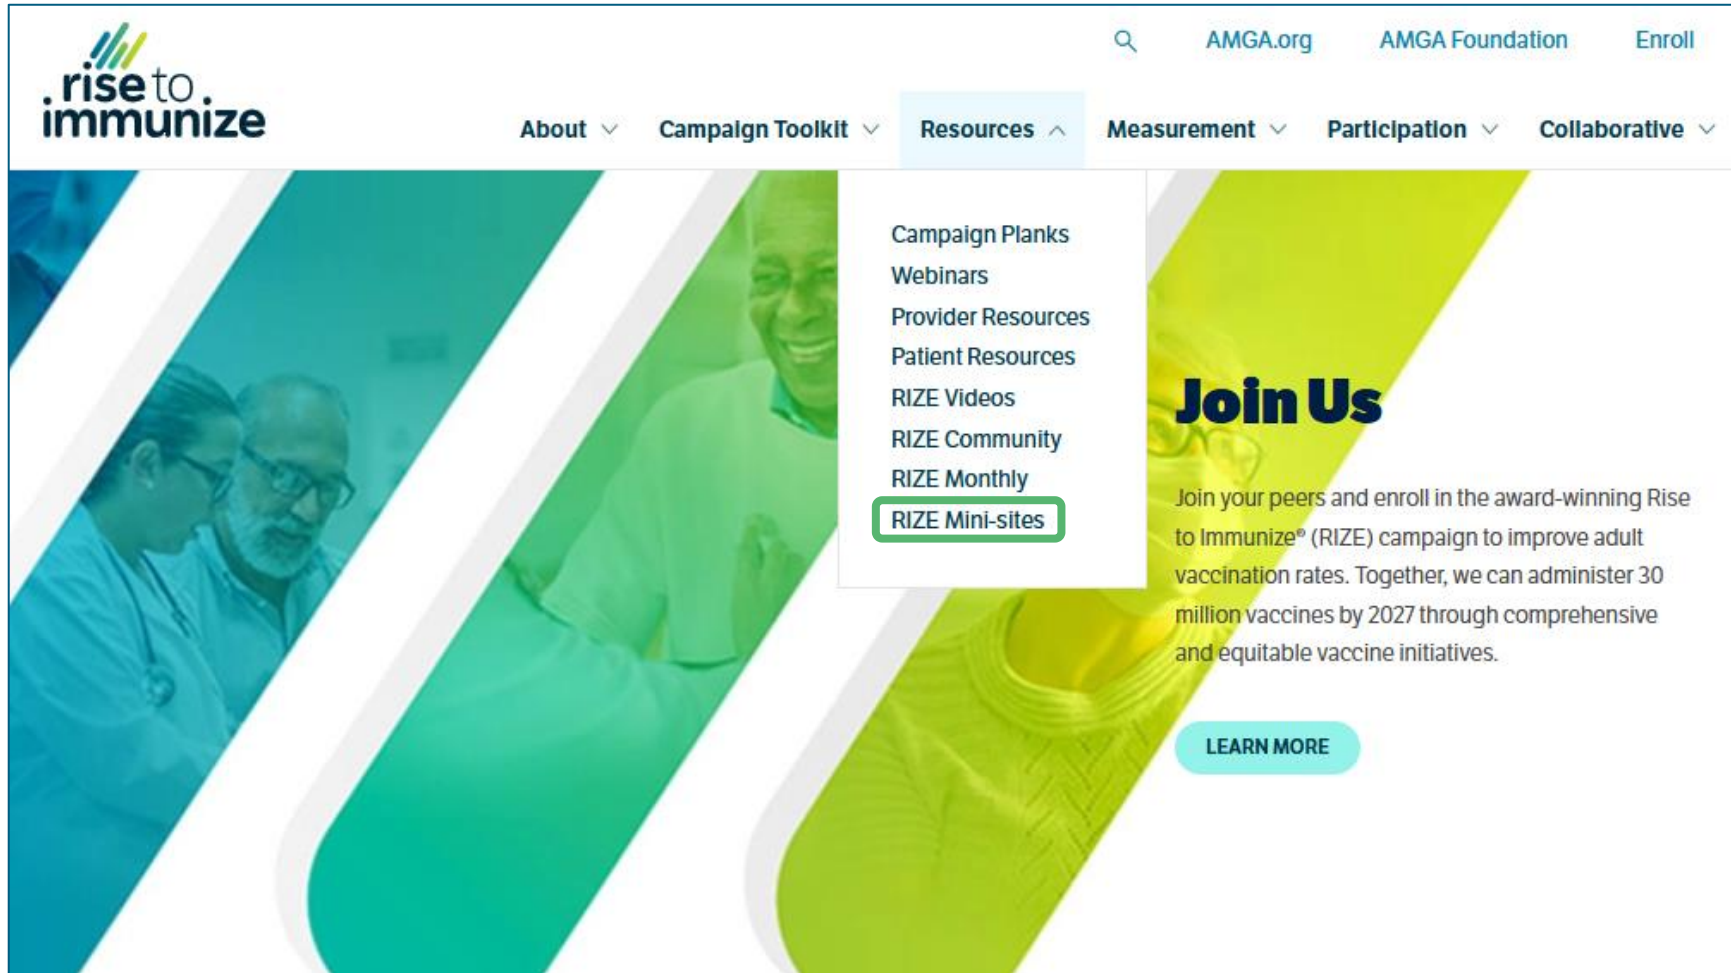 rise to
immunize
AMGA.org AMGA Foundation Enroll
About Campaign Toolkit Resources Measurement Participation Collaborative
Campaign Planks
Webinars
Provider Resources
Patient Resources
RIZE Videos
RIZE Community
RIZE Monthly
RIZE Mini-sites
Join Us
Join your peers and enroll in the award-winning Rise
to Immunize® (RIZE) campaign to improve adult
vaccination rates. Together, we can administer 30
million vaccines by 2027 through comprehensive
and equitable vaccine initiatives.
LEARN MORE